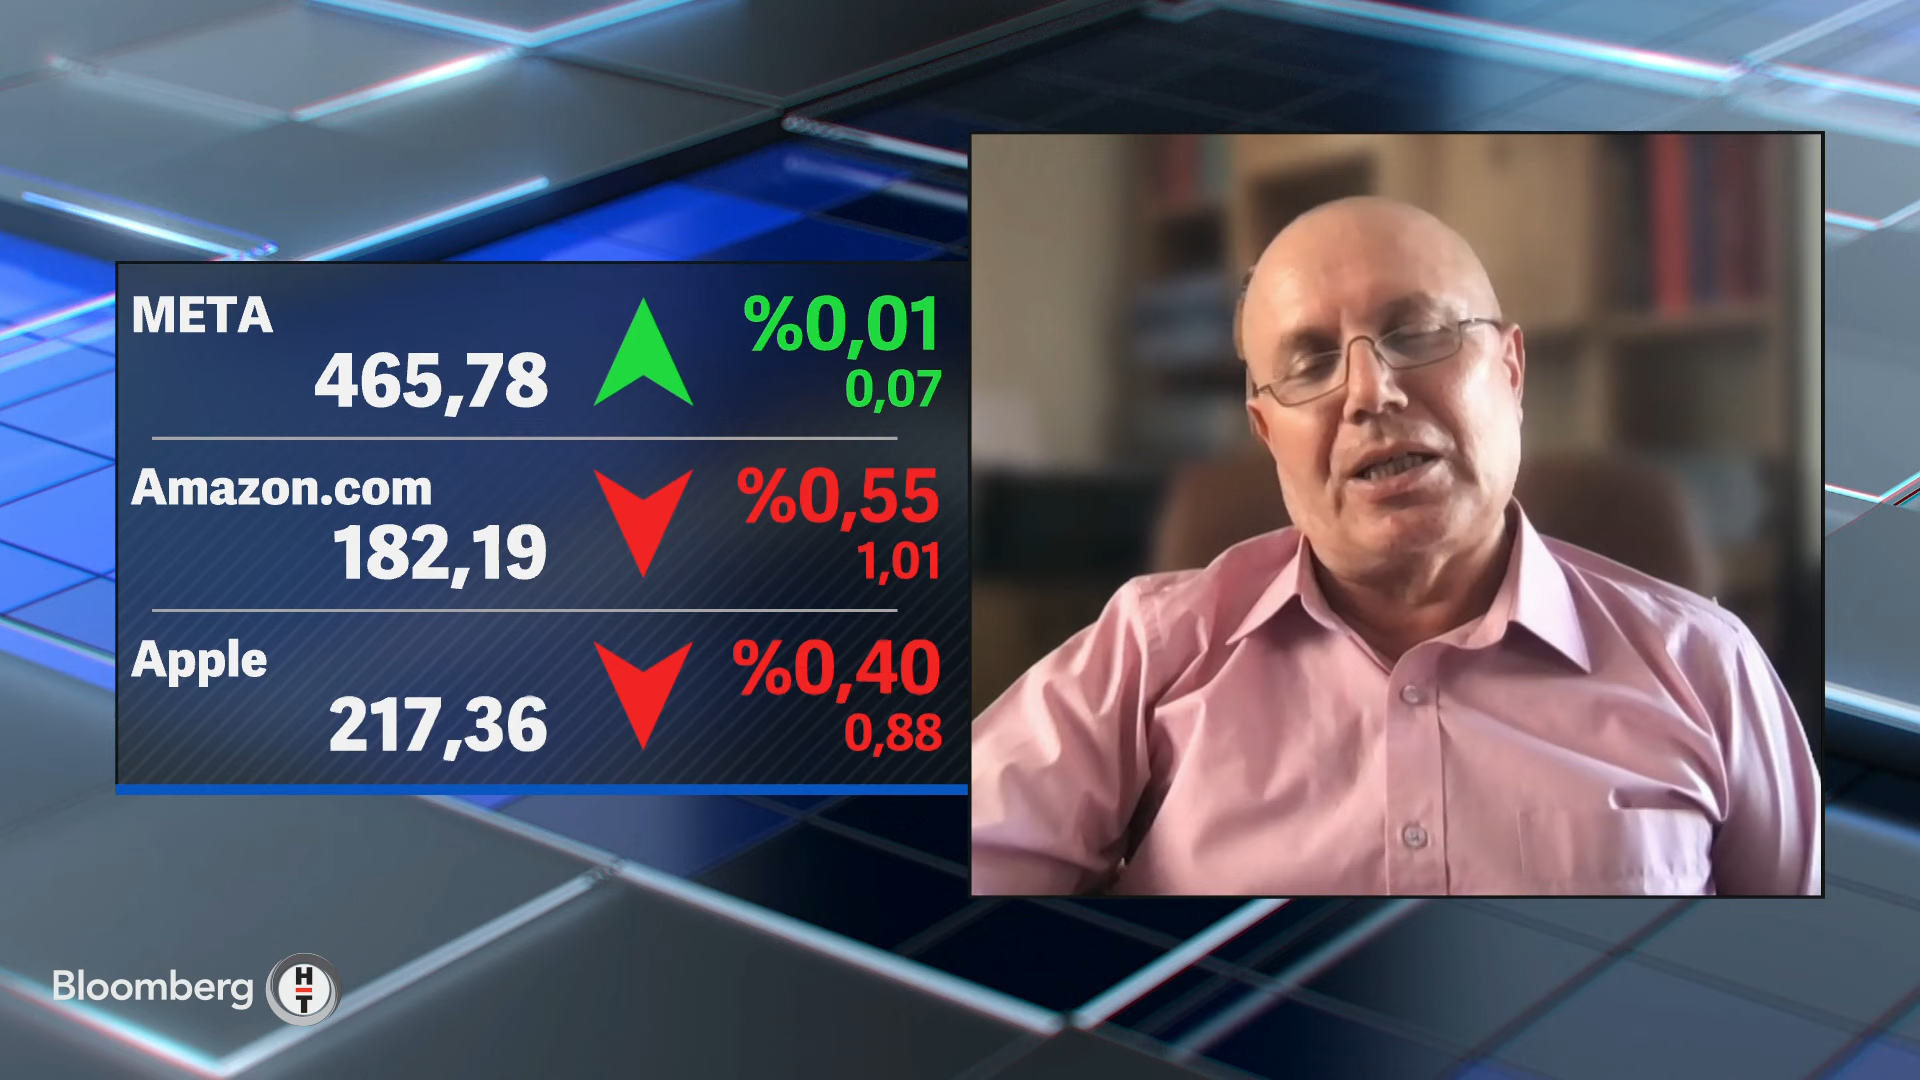 META
465,78
%0,01
0,07
Amazon.com
182,19
%0,55
1,01
Apple
217,36
%0,40
0,88
Bloomberg HT